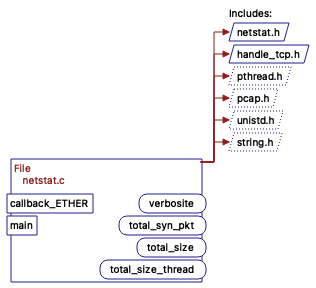 Includes:
netstat.h
handle_tcp.h
pthread.h
pcap.h
unistd.h
string.h
File
netstat.c
callback_ETHER
verbosite
main
total_syn_pkt
total_size
total_size_thread